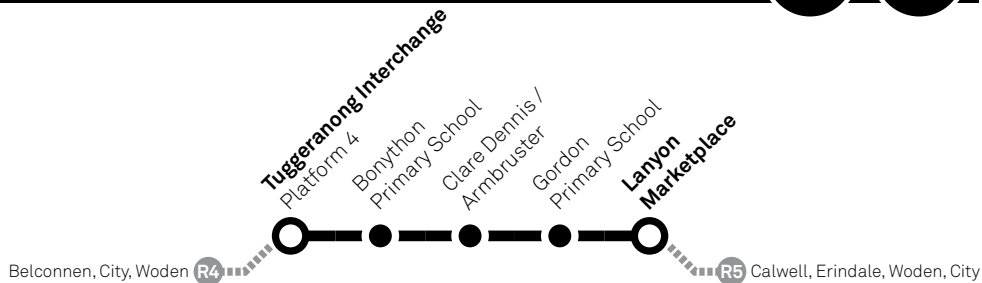 Tuggeranong Interchange
Platform 4
Bonython
Primary School
Clare Dennis /
Armbruster
Gordon
Primary School
Lanyon
Marketplace
Belconnen, City, Woden R4
R5 Calwell, Erindale, Woden, City